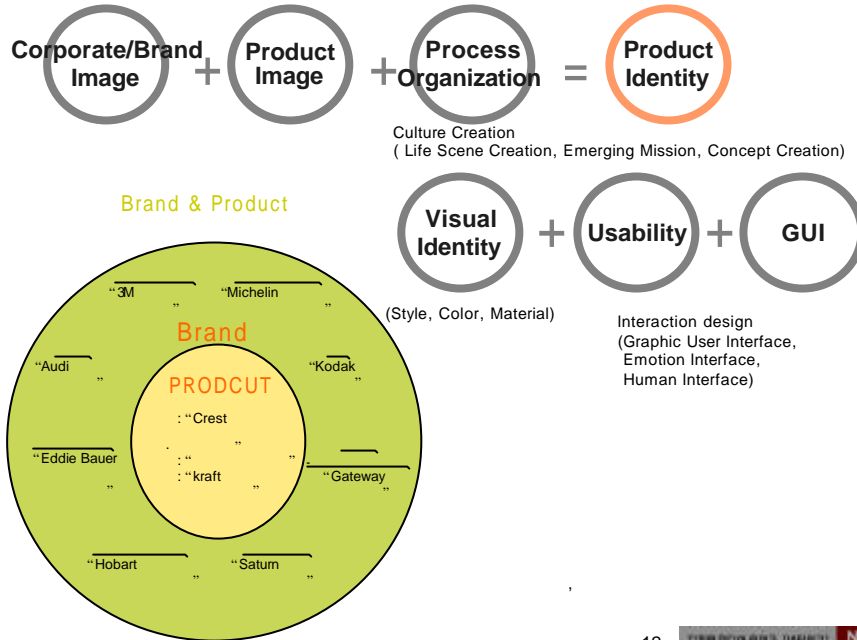 Corporate/Brand Image + Product Image + Process Organization = Product Identity
Culture Creation
( Life Scene Creation, Emerging Mission, Concept Creation)
Brand & Product
Visual Identity + Usability + GUI
(Style, Color, Material)
Interaction design
(Graphic User Interface,
Emotion Interface,
Human Interface)
“3M ”
“Michelin ”
Brand
“Audi ”
“Kodak ”
PRODCUT
: “Crest
. ”
: “ ” .
: “kraft ”
“Eddie Bauer ”
“Gateway ”
“Hobart ”
“Saturn ”
,